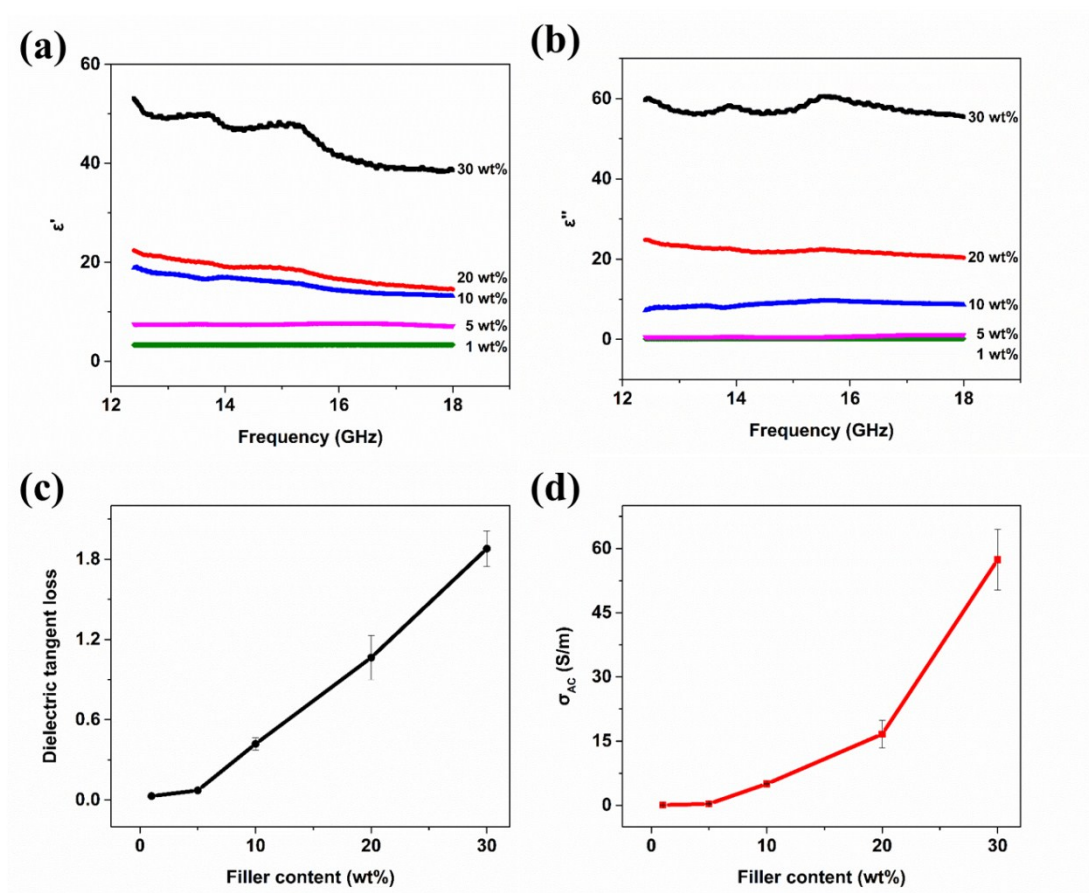 (a)
60
40
20
0
ε'
30 wt%
20 wt%
10 wt%
5 wt%
1 wt%
12
14
16
18
Frequency (GHz)
(b)
60
40
20
0
ε"
30 wt%
20 wt%
10 wt%
5 wt%
1 wt%
12
14
16
18
Frequency (GHz)
(c)
1.8
1.2
0.6
0.0
Dielectric tangent loss
0
10
20
30
Filler content (wt%)
(d)
60
45
30
15
0
σAC (S/m)
0
10
20
30
Filler content (wt%)